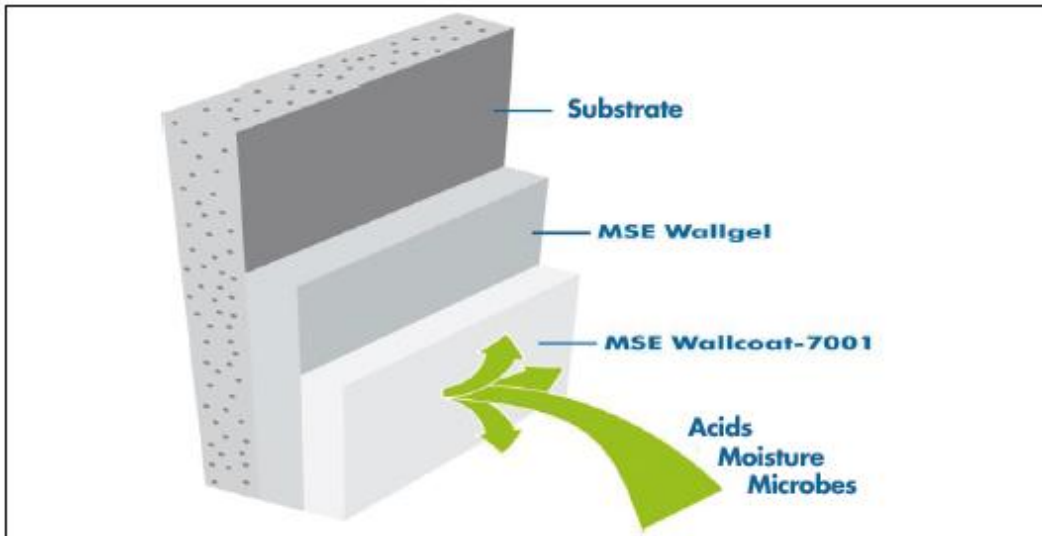 Substrate
MSE Wallgel
MSE Wallcoat-7001
Acids
Moisture
Microbes